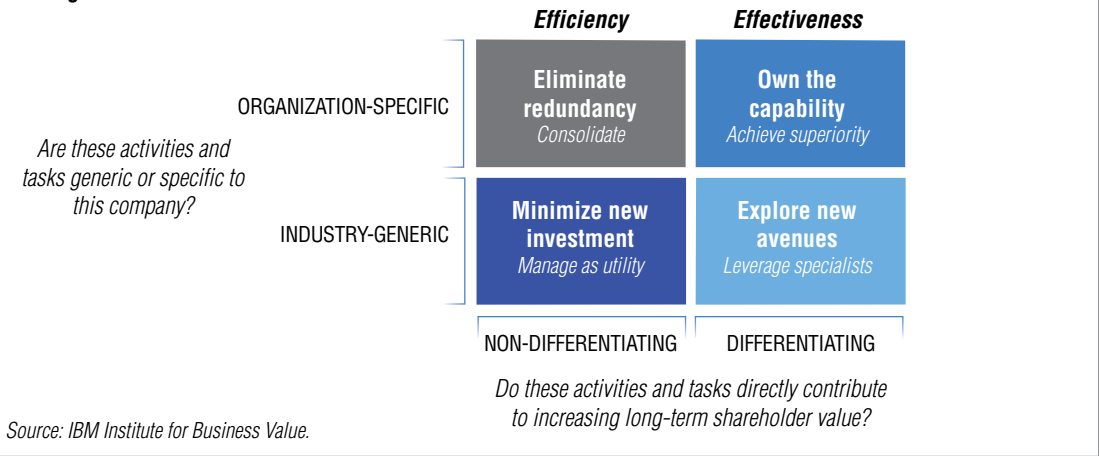 Efficiency
Effectiveness
ORGANIZATION-SPECIFIC
Eliminate
redundancy
Consolidate
Own the
capability
Achieve superiority
Are these activities and
tasks generic or specific to
this company?
INDUSTRY-GENERIC
Minimize new
investment
Manage as utility
Explore new
avenues
Leverage specialists
NON-DIFFERENTIATING
DIFFERENTIATING
Do these activities and tasks directly contribute
to increasing long-term shareholder value?
Source: IBM Institute for Business Value.